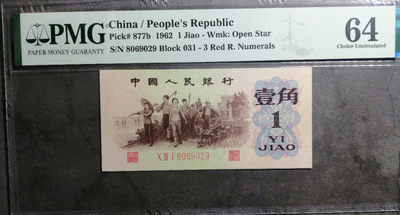 PMG
PAPER MONEY GUARANTY
China / People's Republic
Pick# 877b 1962 1 Jiao - Wmk: Open Star
S/N 8069029 Block 031 - 3 Red R. Numerals
64
Choice Uncirculated
中国人民银行
壹角
1
YI
JIAO
X III I 8069029